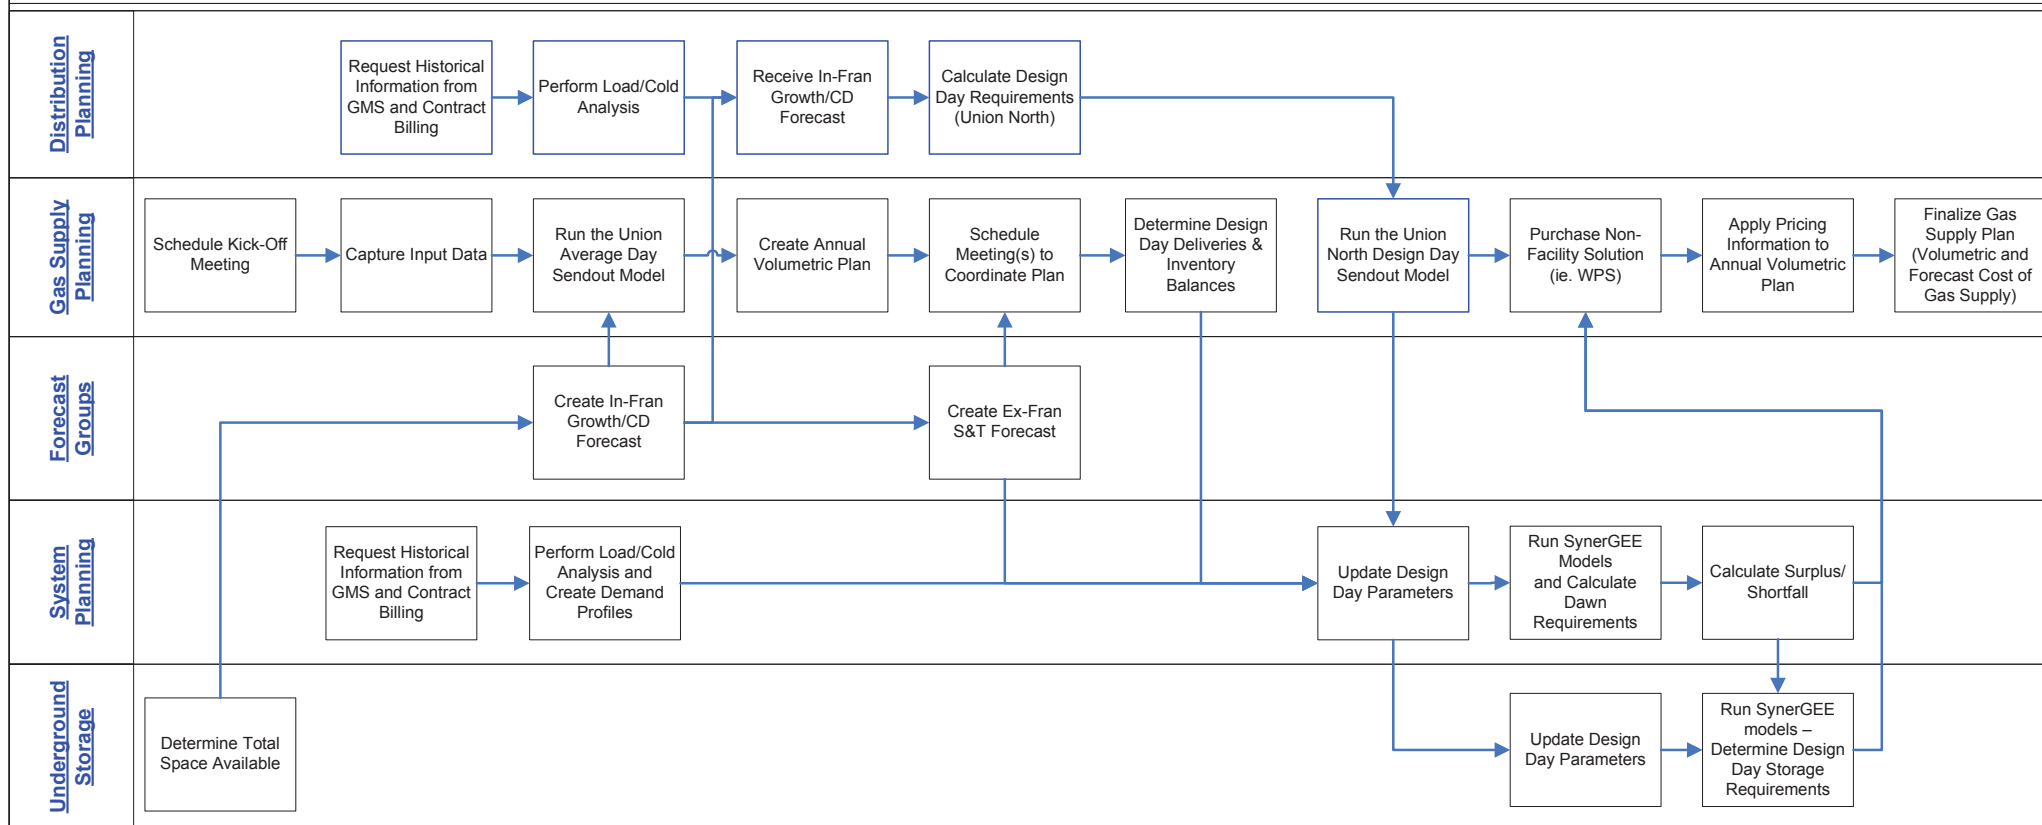 Distribution
Planning
Request Historical
Information from
GMS and Contract
Billing
Perform Load/Cold
Analysis
Receive In-Fran
Growth/CD
Forecast
Calculate Design
Day Requirements
(Union North)
Gas Supply
Planning
Schedule Kick-Off
Meeting
Capture Input Data
Run the Union
Average Day
Sendout Model
Create Annual
Volumetric Plan
Schedule
Meeting(s) to
Coordinate Plan
Determine Design
Day Deliveries &
Inventory
Balances
Run the Union
North Design Day
Sendout Model
Purchase Non-
Facility Solution
(ie. WPS)
Apply Pricing
Information to
Annual Volumetric
Plan
Finalize Gas
Supply Plan
(Volumetric and
Forecast Cost of
Gas Supply)
Forecast
Groups
Create In-Fran
Growth/CD
Forecast
Create Ex-Fran
S&T Forecast
System
Planning
Request Historical
Information from
GMS and Contract
Billing
Perform Load/Cold
Analysis and
Create Demand
Profiles
Update Design
Day Parameters
Run SynerGEE
Models
and Calculate
Dawn
Requirements
Calculate Surplus/
Shortfall
Underground
Storage
Determine Total
Space Available
Update Design
Day Parameters
Run SynerGEE
models –
Determine Design
Day Storage
Requirements